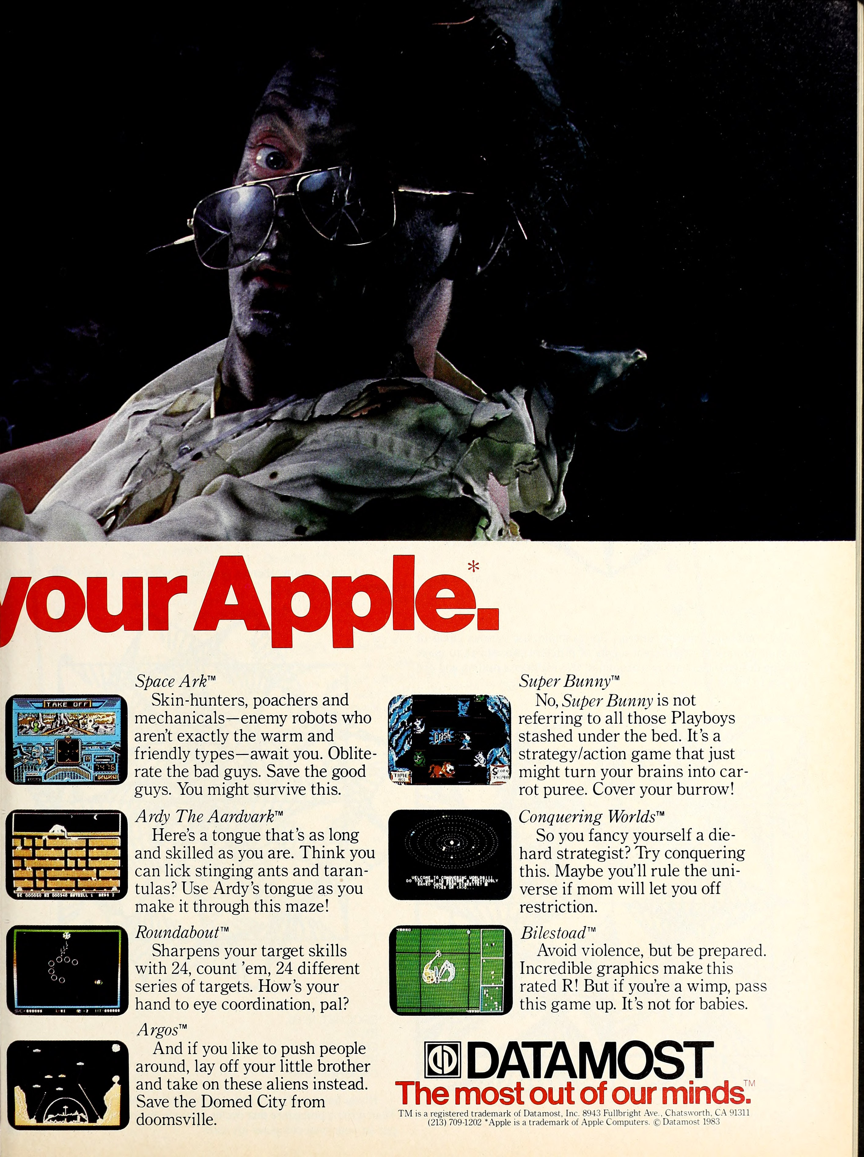 your Apple.*
Space Ark™
Skin-hunters, poachers and
mechanicals—enemy robots who
aren't exactly the warm and
friendly types—await you. Oblite-
rate the bad guys. Save the good
guys. You might survive this.
TAKE OFF
Ardy The Aardvark™
Here's a tongue that's as long
and skilled as you are. Think you
can lick stinging ants and taran-
tulas? Use Ardy's tongue as you
make it through this maze!
Roundabout™
Sharpens your target skills
with 24, count 'em, 24 different
series of targets. How's your
hand to eye coordination, pal?
Argos™
And if you like to push people
around, lay off your little brother
and take on these aliens instead.
Save the Domed City from
doomsville.
Super Bunny™
No, Super Bunny is not
referring to all those Playboys
stashed under the bed. It's a
strategy/action game that just
might turn your brains into car-
rot puree. Cover your burrow!
Conquering Worlds™
So you fancy yourself a die-
hard strategist? Try conquering
this. Maybe you'll rule the uni-
verse if mom will let you off
restriction.
WELCOME TO CONQUERING WORLDS!!!
Bilestoad™
Avoid violence, but be prepared.
Incredible graphics make this
rated R! But if you're a wimp, pass
this game up. It's not for babies.
DATAMOST
The most out of our minds.™
TM is a registered trademark of Datamost, Inc. 8943 Fullbright Ave., Chatsworth, CA 91311
(213) 709-1202 *Apple is a trademark of Apple Computers. © Datamost 1983